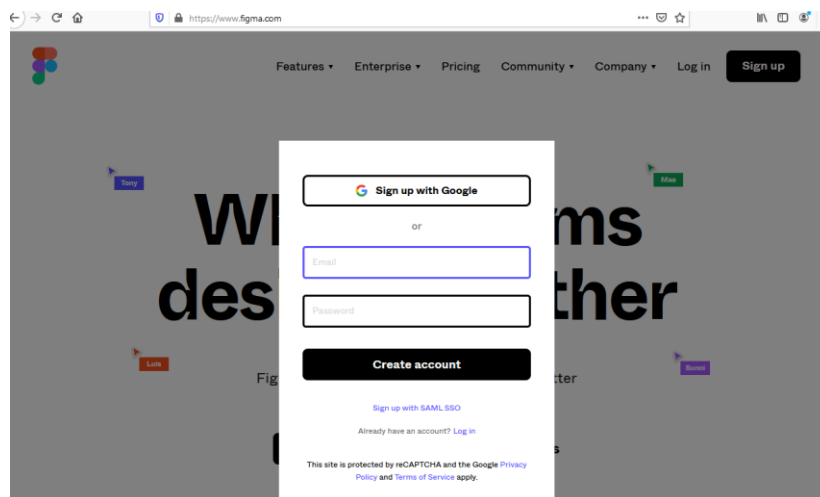 https://www.figma.com
Features Enterprise Pricing Community Company Log in Sign up
Tony
Mae
Sign up with Google
or
Email
Password
Create account
Luis
Sign up with SAML SSO
Already have an account? Log in
This site is protected by reCAPTCHA and the Google Privacy
Policy and Terms of Service apply.